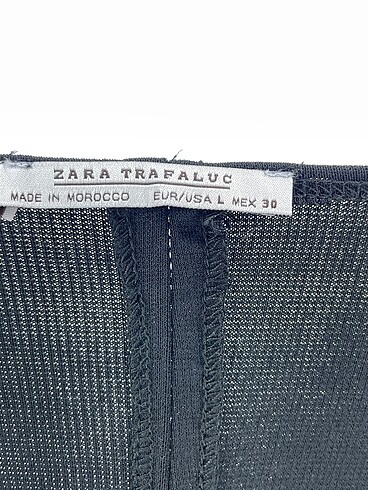 ZARA TRAFALUC
MADE IN MOROCCO EUR/USA L MEX 30